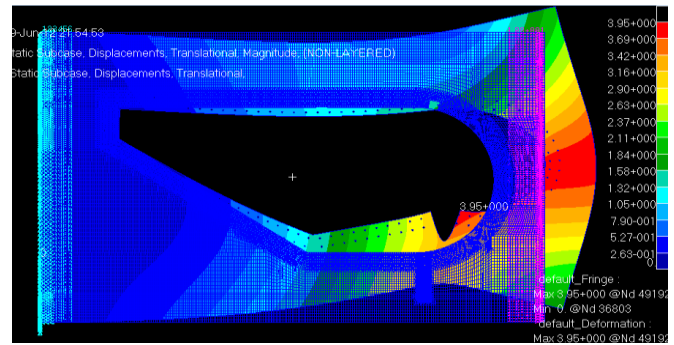 9-Jun-12 21:54:53
tatic Subcase, Displacements, Translational, Magnitude, (NON-LAYERED)
Static Subcase, Displacements, Translational,
3.95+000
3.69+000
3.42+000
3.16+000
2.90+000
2.63+000
2.37+000
2.11+000
1.84+000
1.58+000
1.32+000
1.05+000
7.90-001
5.27-001
2.63-001
0
3.95+000
default_Fringe :
Max 3.95+000 @Nd 49192
Min 0. @Nd 36803
default_Deformation :
Max 3.95+000 @Nd 49192